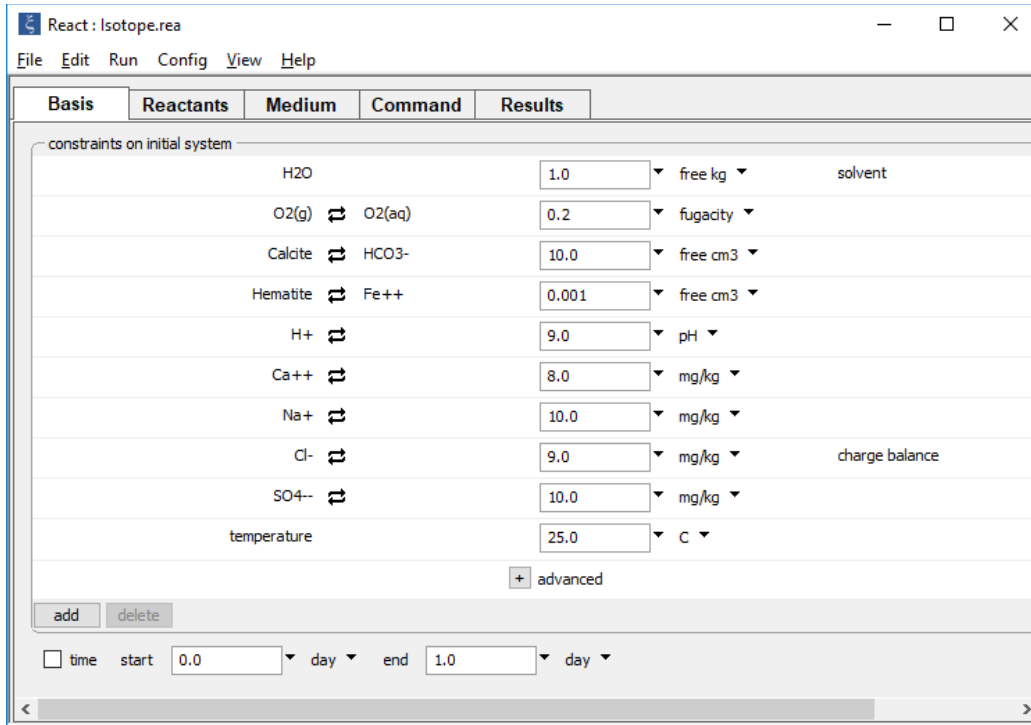 React : Isotope.rea
File Edit Run Config View Help
Basis Reactants Medium Command Results
constraints on initial system
H2O 1.0 free kg solvent
O2(g) O2(aq) 0.2 fugacity
Calcite HCO3- 10.0 free cm3
Hematite Fe++ 0.001 free cm3
H+ 9.0 pH
Ca++ 8.0 mg/kg
Na+ 10.0 mg/kg
Cl- 9.0 mg/kg charge balance
SO4-- 10.0 mg/kg
temperature 25.0 C
+ advanced
add delete
time start 0.0 day end 1.0 day